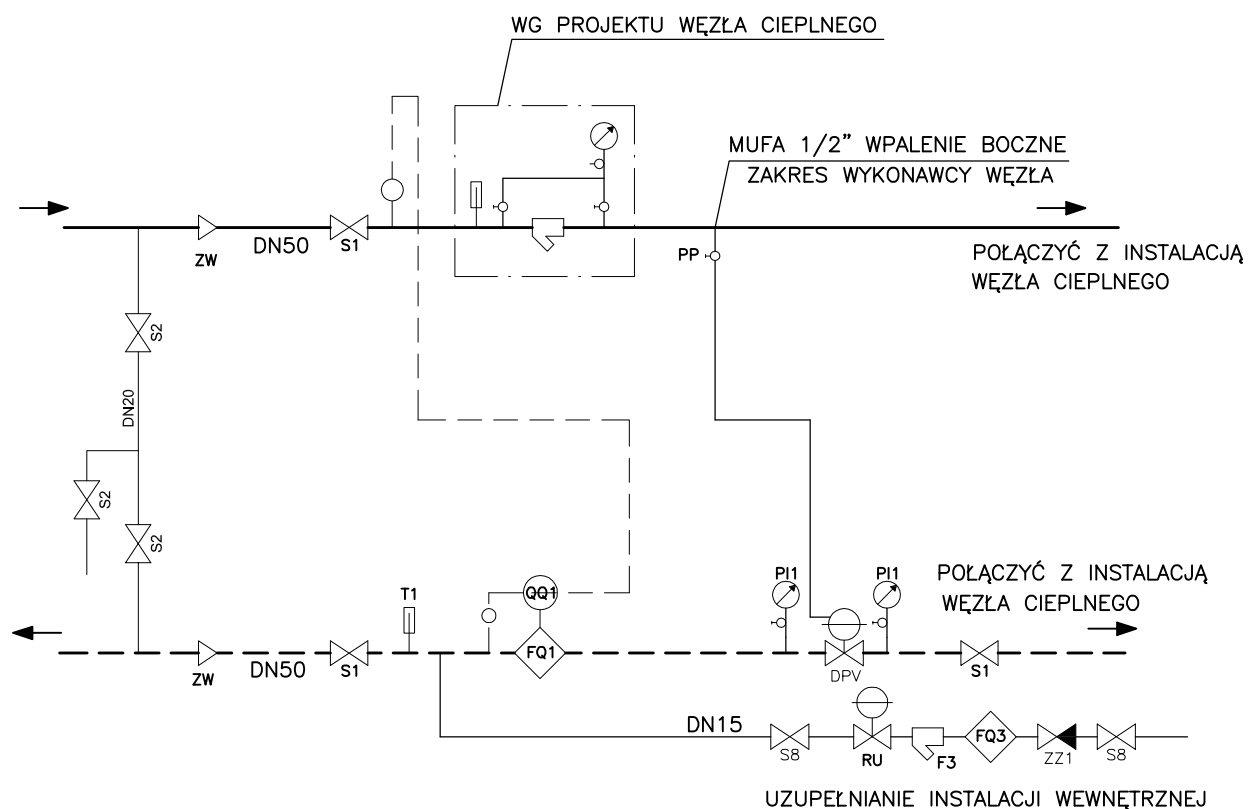 WG PROJEKTU WĘZŁA CIEPLNEGO
MUFA 1/2" WPALENIE BOCZNE
ZAKRES WYKONAWCY WĘZŁA
ZW
DN50
S1
PP
POŁĄCZYĆ Z INSTALACJĄ
WĘZŁA CIEPLNEGO
S2
DN20
S2
S2
T1
QQ1
PI1
PI1
POŁĄCZYĆ Z INSTALACJĄ
WĘZŁA CIEPLNEGO
ZW
DN50
S1
FQ1
DPV
S1
DN15
S8
RU
F3
FQ3
ZZ1
S8
UZUPEŁNIANIE INSTALACJI WEWNĘTRZNEJ